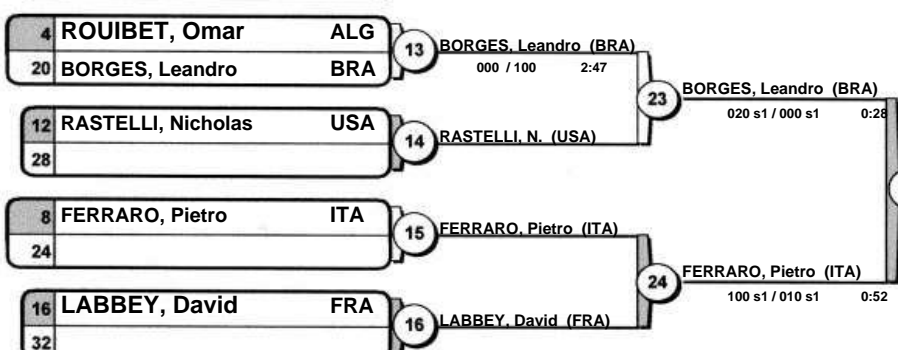 4 ROUIBET, Omar ALG
20 BORGES, Leandro BRA
13 BORGES, Leandro (BRA)
000 / 100 2:47
12 RASTELLI, Nicholas USA
28
14 RASTELLI, N. (USA)
23 BORGES, Leandro (BRA)
020 s1 / 000 s1 0:28
8 FERRARO, Pietro ITA
24
15 FERRARO, Pietro (ITA)
16 LABBEY, David FRA
32
16 LABBEY, David (FRA)
24 FERRARO, Pietro (ITA)
100 s1 / 010 s1 0:52